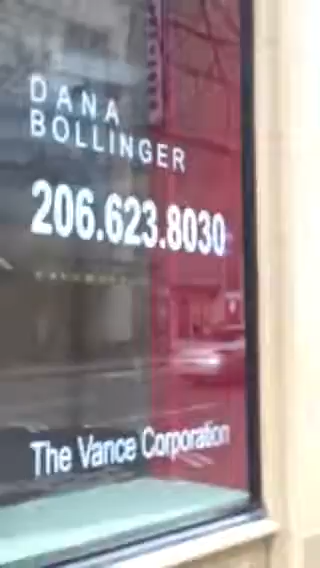 DANA
BOLLINGER
206.623.8030
The Vance Corporation